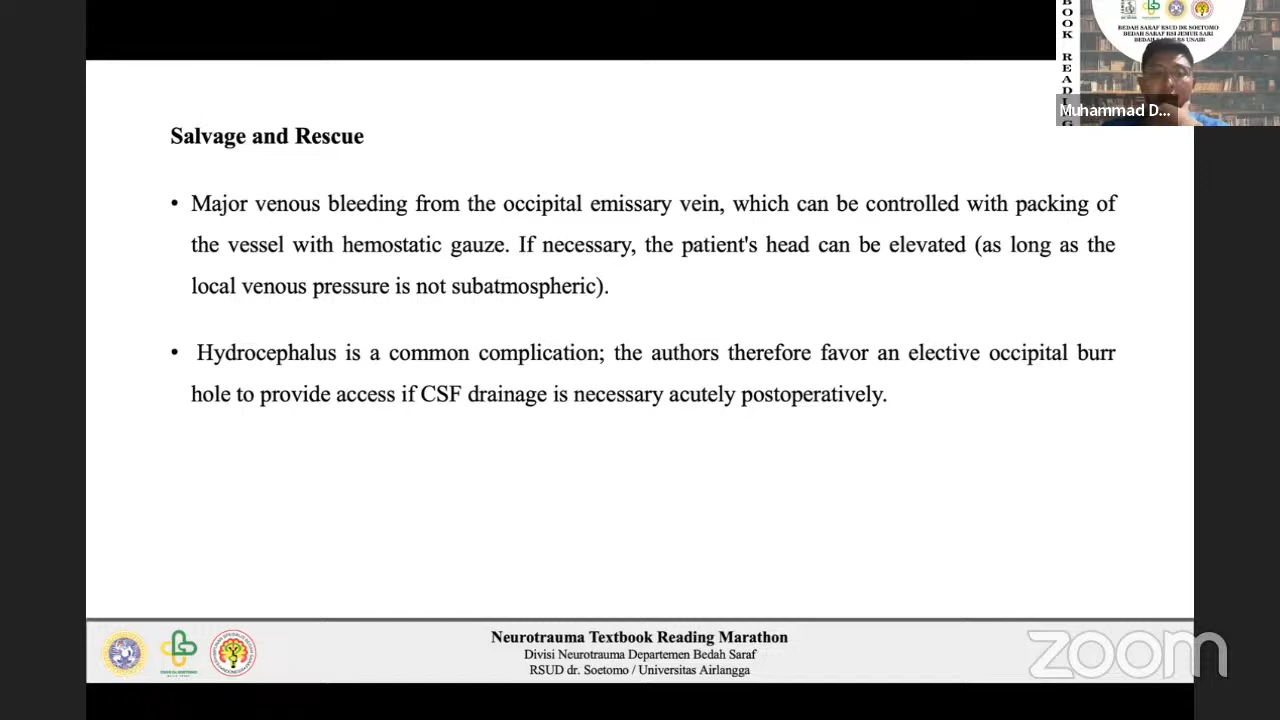 BEDAH SARAF RSUD DR SOETOMO
BEDAH SARAF RSI JEMUR SARI
BOOK READING
Muhammad D...
Salvage and Rescue
• Major venous bleeding from the occipital emissary vein, which can be controlled with packing of
the vessel with hemostatic gauze. If necessary, the patient's head can be elevated (as long as the
local venous pressure is not subatmospheric).
• Hydrocephalus is a common complication; the authors therefore favor an elective occipital burr
hole to provide access if CSF drainage is necessary acutely postoperatively.
Neurotrauma Textbook Reading Marathon
Divisi Neurotrauma Departemen Bedah Saraf
RSUD dr. Soetomo / Universitas Airlangga
zoom